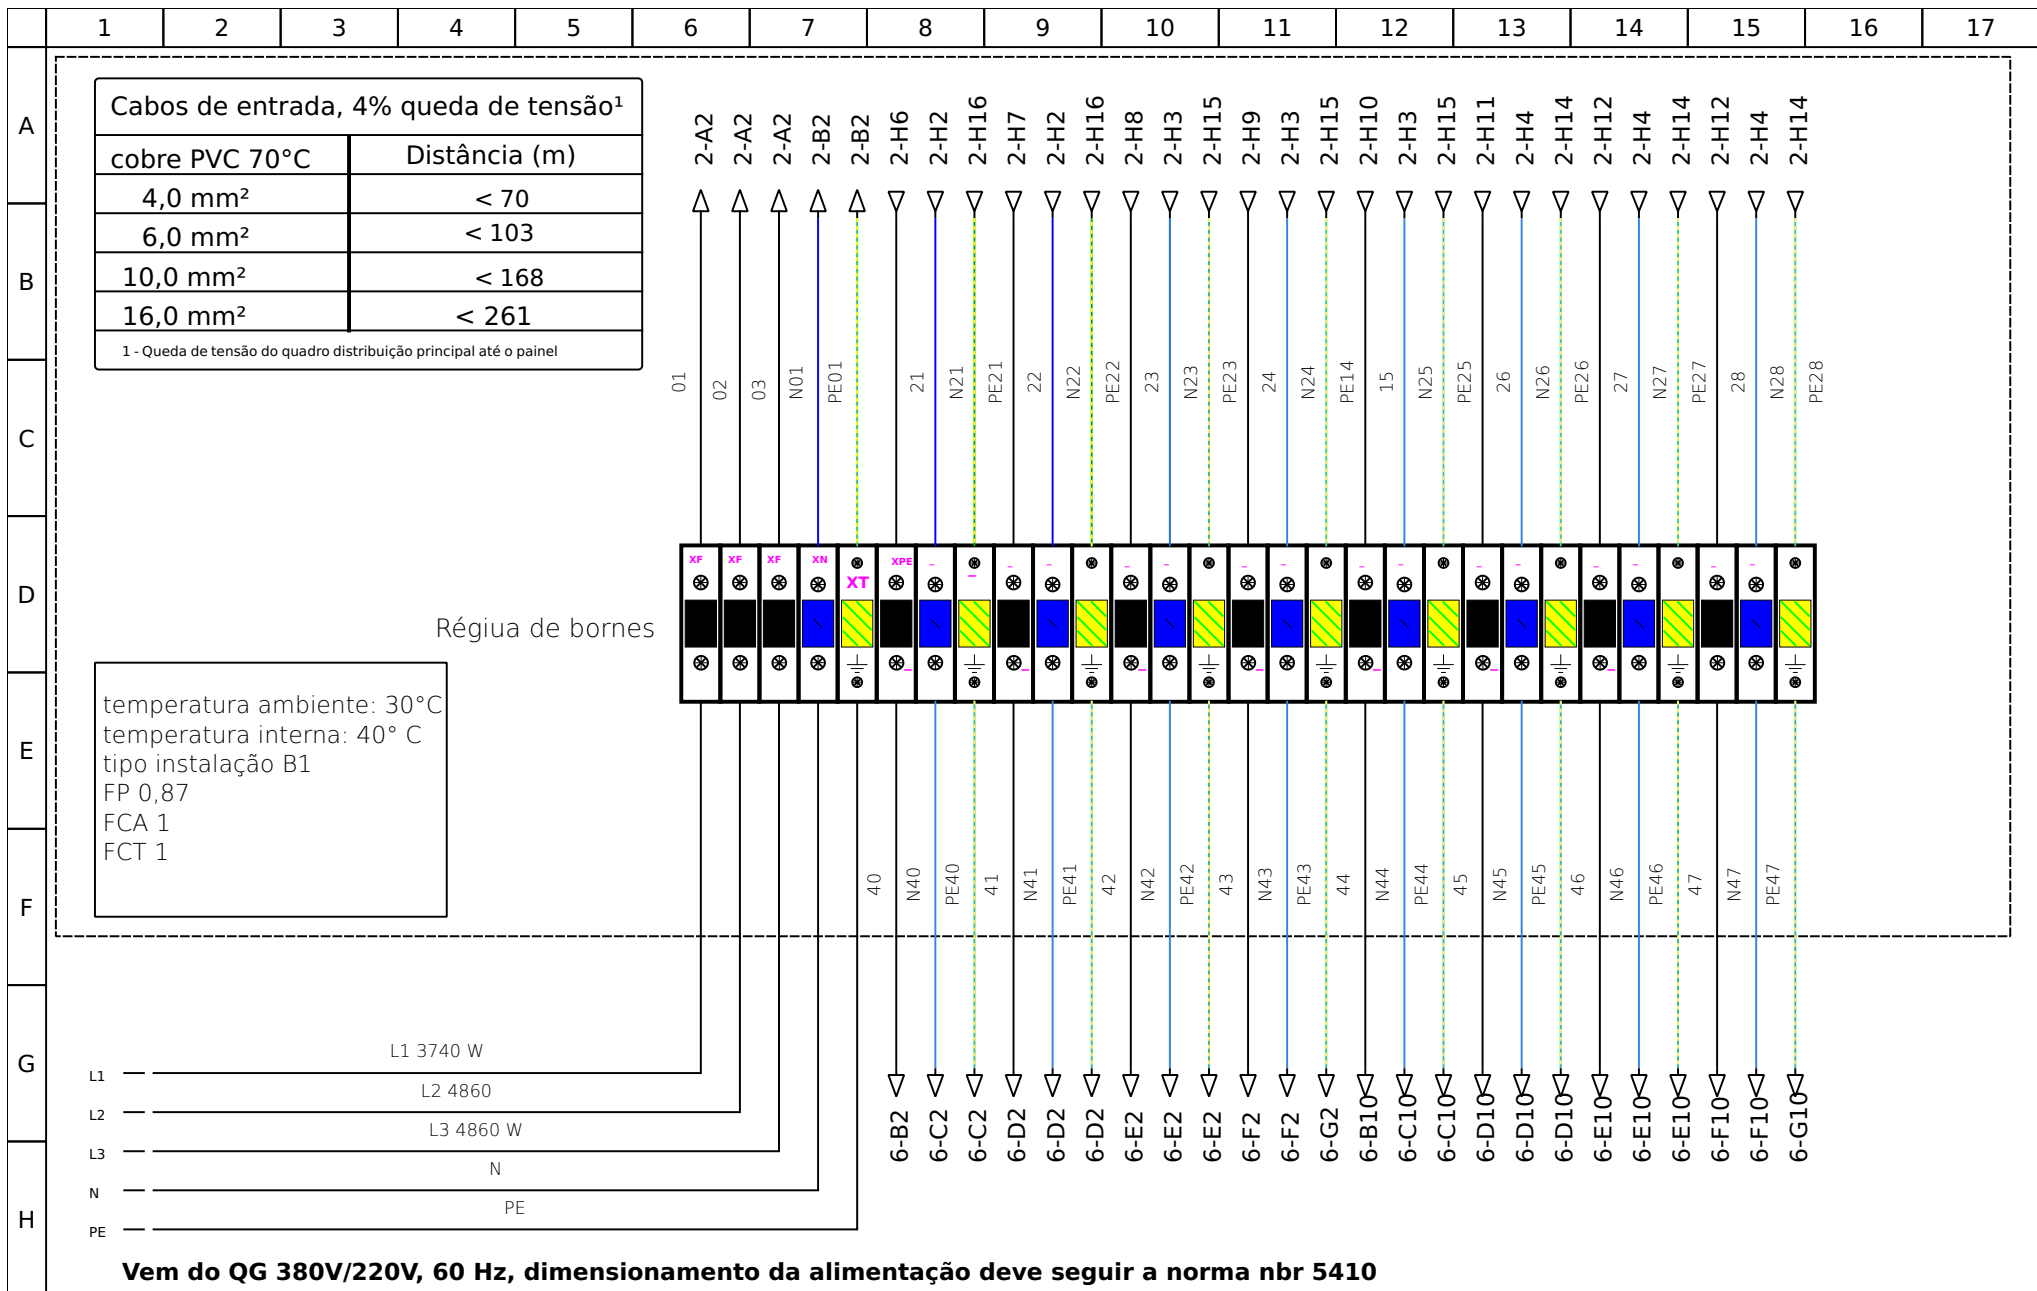 1 2 3 4 5 6 7 8 9 10 11 12 13 14 15 16 17
A
B
C
D
E
F
G
H
Cabos de entrada, 4% queda de tensão¹
cobre PVC 70°C Distância (m)
4,0 mm² < 70
6,0 mm² < 103
10,0 mm² < 168
16,0 mm² < 261
1 - Queda de tensão do quadro distribuição principal até o painel
2-A2 2-A2 2-A2 2-B2 2-B2 2-H6 2-H2 2-H16 2-H7 2-H2 2-H16 2-H8 2-H3 2-H15 2-H9 2-H3 2-H15 2-H10 2-H3 2-H15 2-H11 2-H4 2-H14 2-H12 2-H4 2-H14 2-H12 2-H4 2-H14
01 02 03 N01 PE01 21 N21 PE21 22 N22 PE22 23 N23 PE23 24 N24 PE14 15 N25 PE25 26 N26 PE26 27 N27 PE27 28 N28 PE28
XF XF XF XN XPE
XT
Régiua de bornes
temperatura ambiente: 30°C
temperatura interna: 40° C
tipo instalação B1
FP 0,87
FCA 1
FCT 1
40 N40 PE40 41 N41 PE41 42 N42 PE42 43 N43 PE43 44 N44 PE44 45 N45 PE45 46 N46 PE46 47 N47 PE47
L1 3740 W
L1
L2 4860
L2
L3 4860 W
L3
N
N
PE
PE
6-B2 6-C2 6-C2 6-D2 6-D2 6-D2 6-E2 6-E2 6-E2 6-F2 6-F2 6-G2 6-B10 6-C10 6-C10 6-D10 6-D10 6-D10 6-E10 6-E10 6-E10 6-F10 6-F10 6-G10
Vem do QG 380V/220V, 60 Hz, dimensionamento da alimentação deve seguir a norma nbr 5410